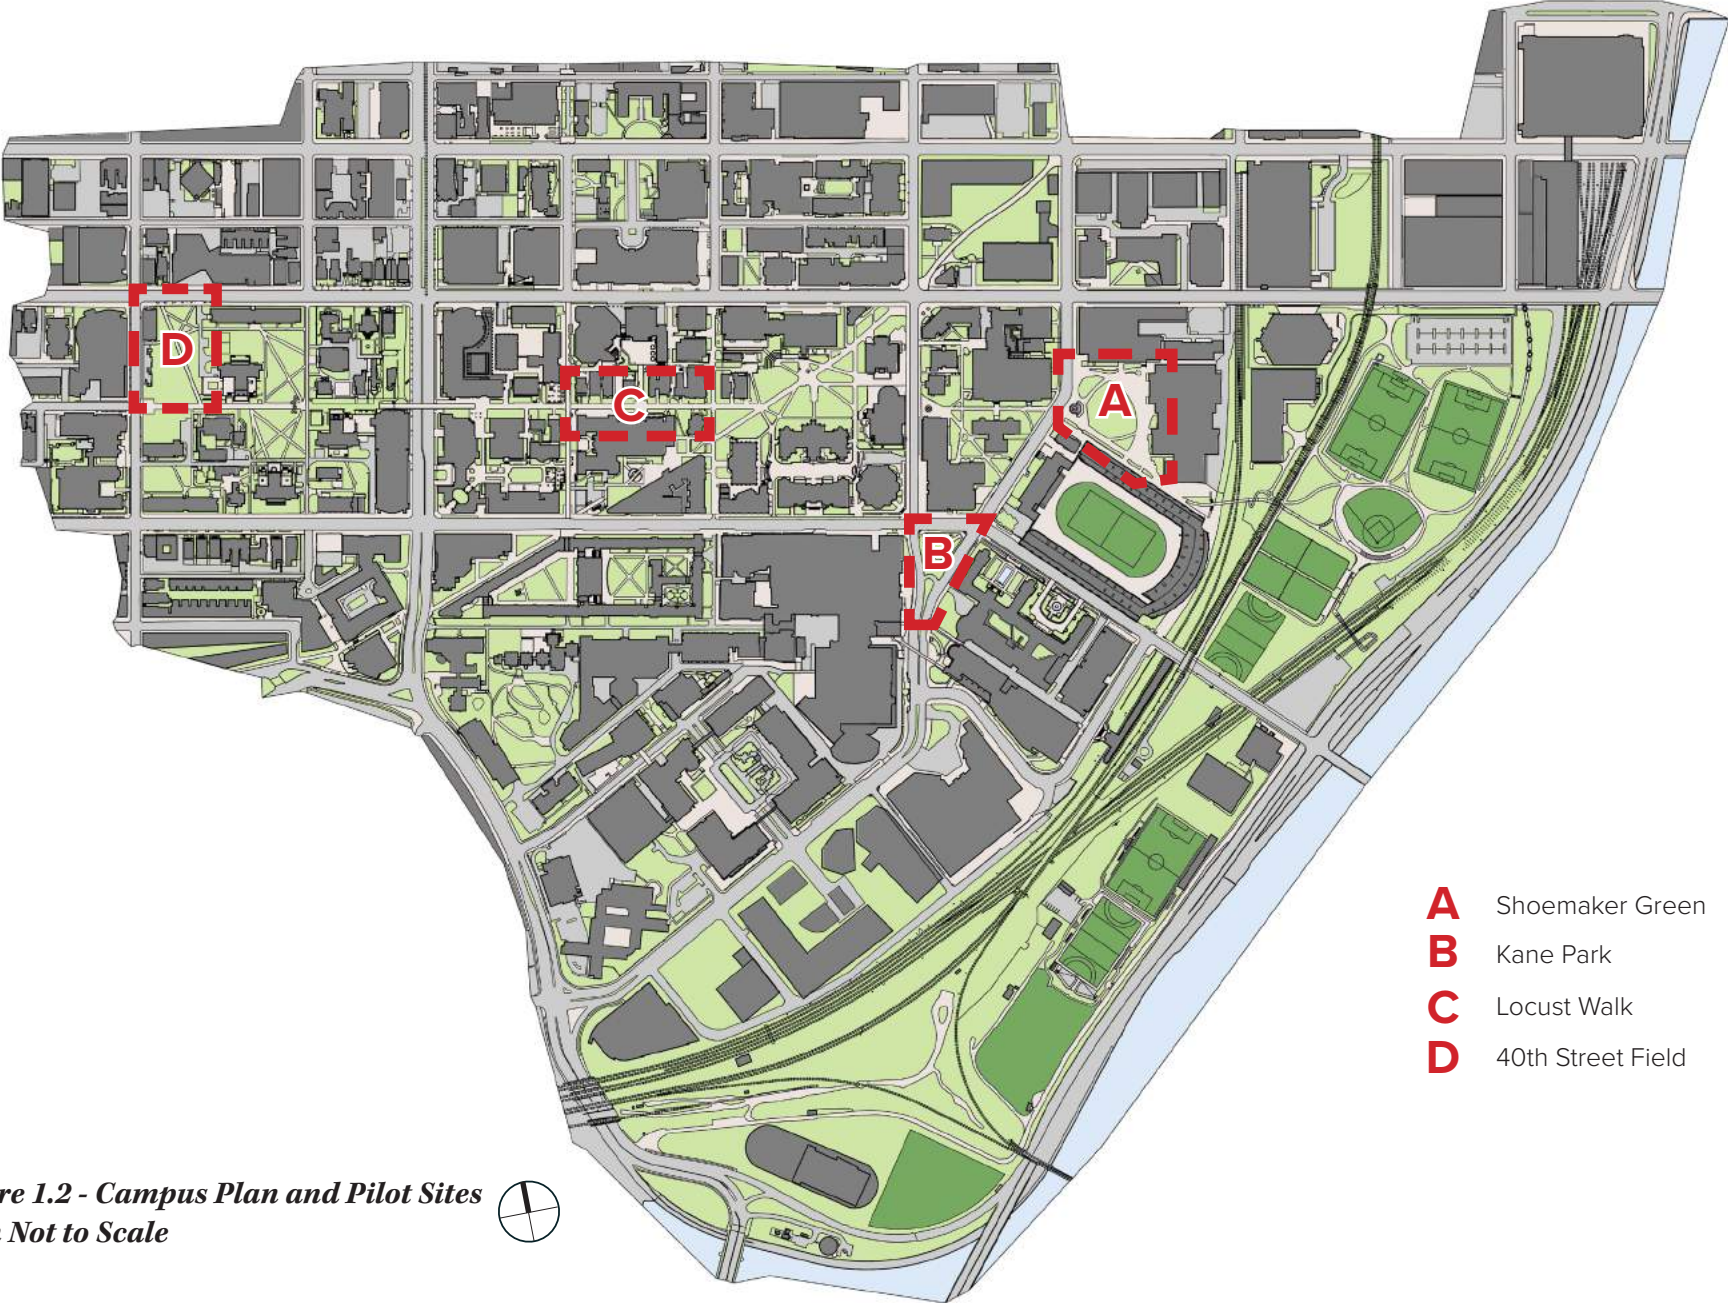 D
C
A
B
A Shoemaker Green
B Kane Park
C Locust Walk
D 40th Street Field
re 1.2 - Campus Plan and Pilot Sites
Not to Scale